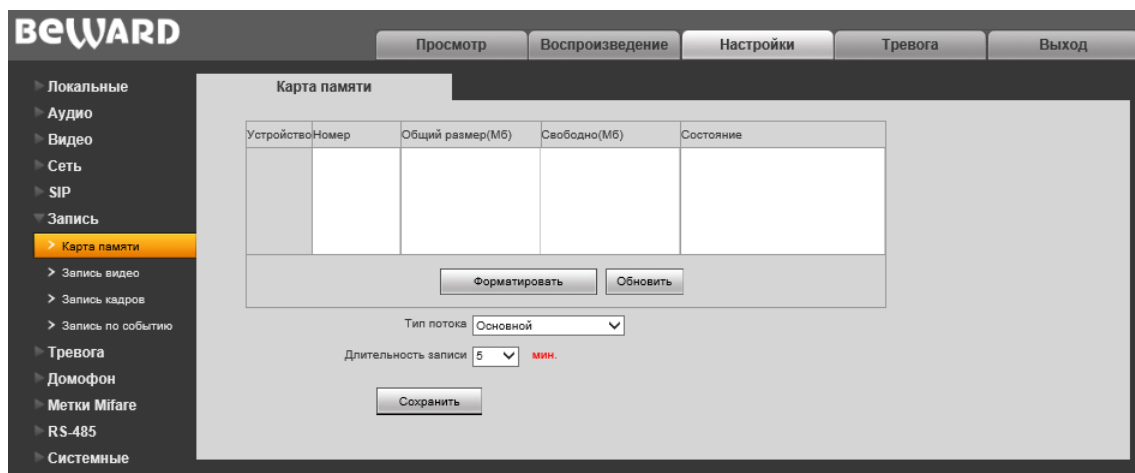 BEWARD
Просмотр Воспроизведение Настройки Тревога Выход
Локальные
Аудио
Видео
Сеть
SIP
Запись
Карта памяти
Запись видео
Запись кадров
Запись по событию
Тревога
Домофон
Метки Mifare
RS-485
Системные
Карта памяти
Устройство Номер Общий размер(Мб) Свободно(Мб) Состояние
Форматировать Обновить
Тип потока Основной
Длительность записи 5 мин.
Сохранить